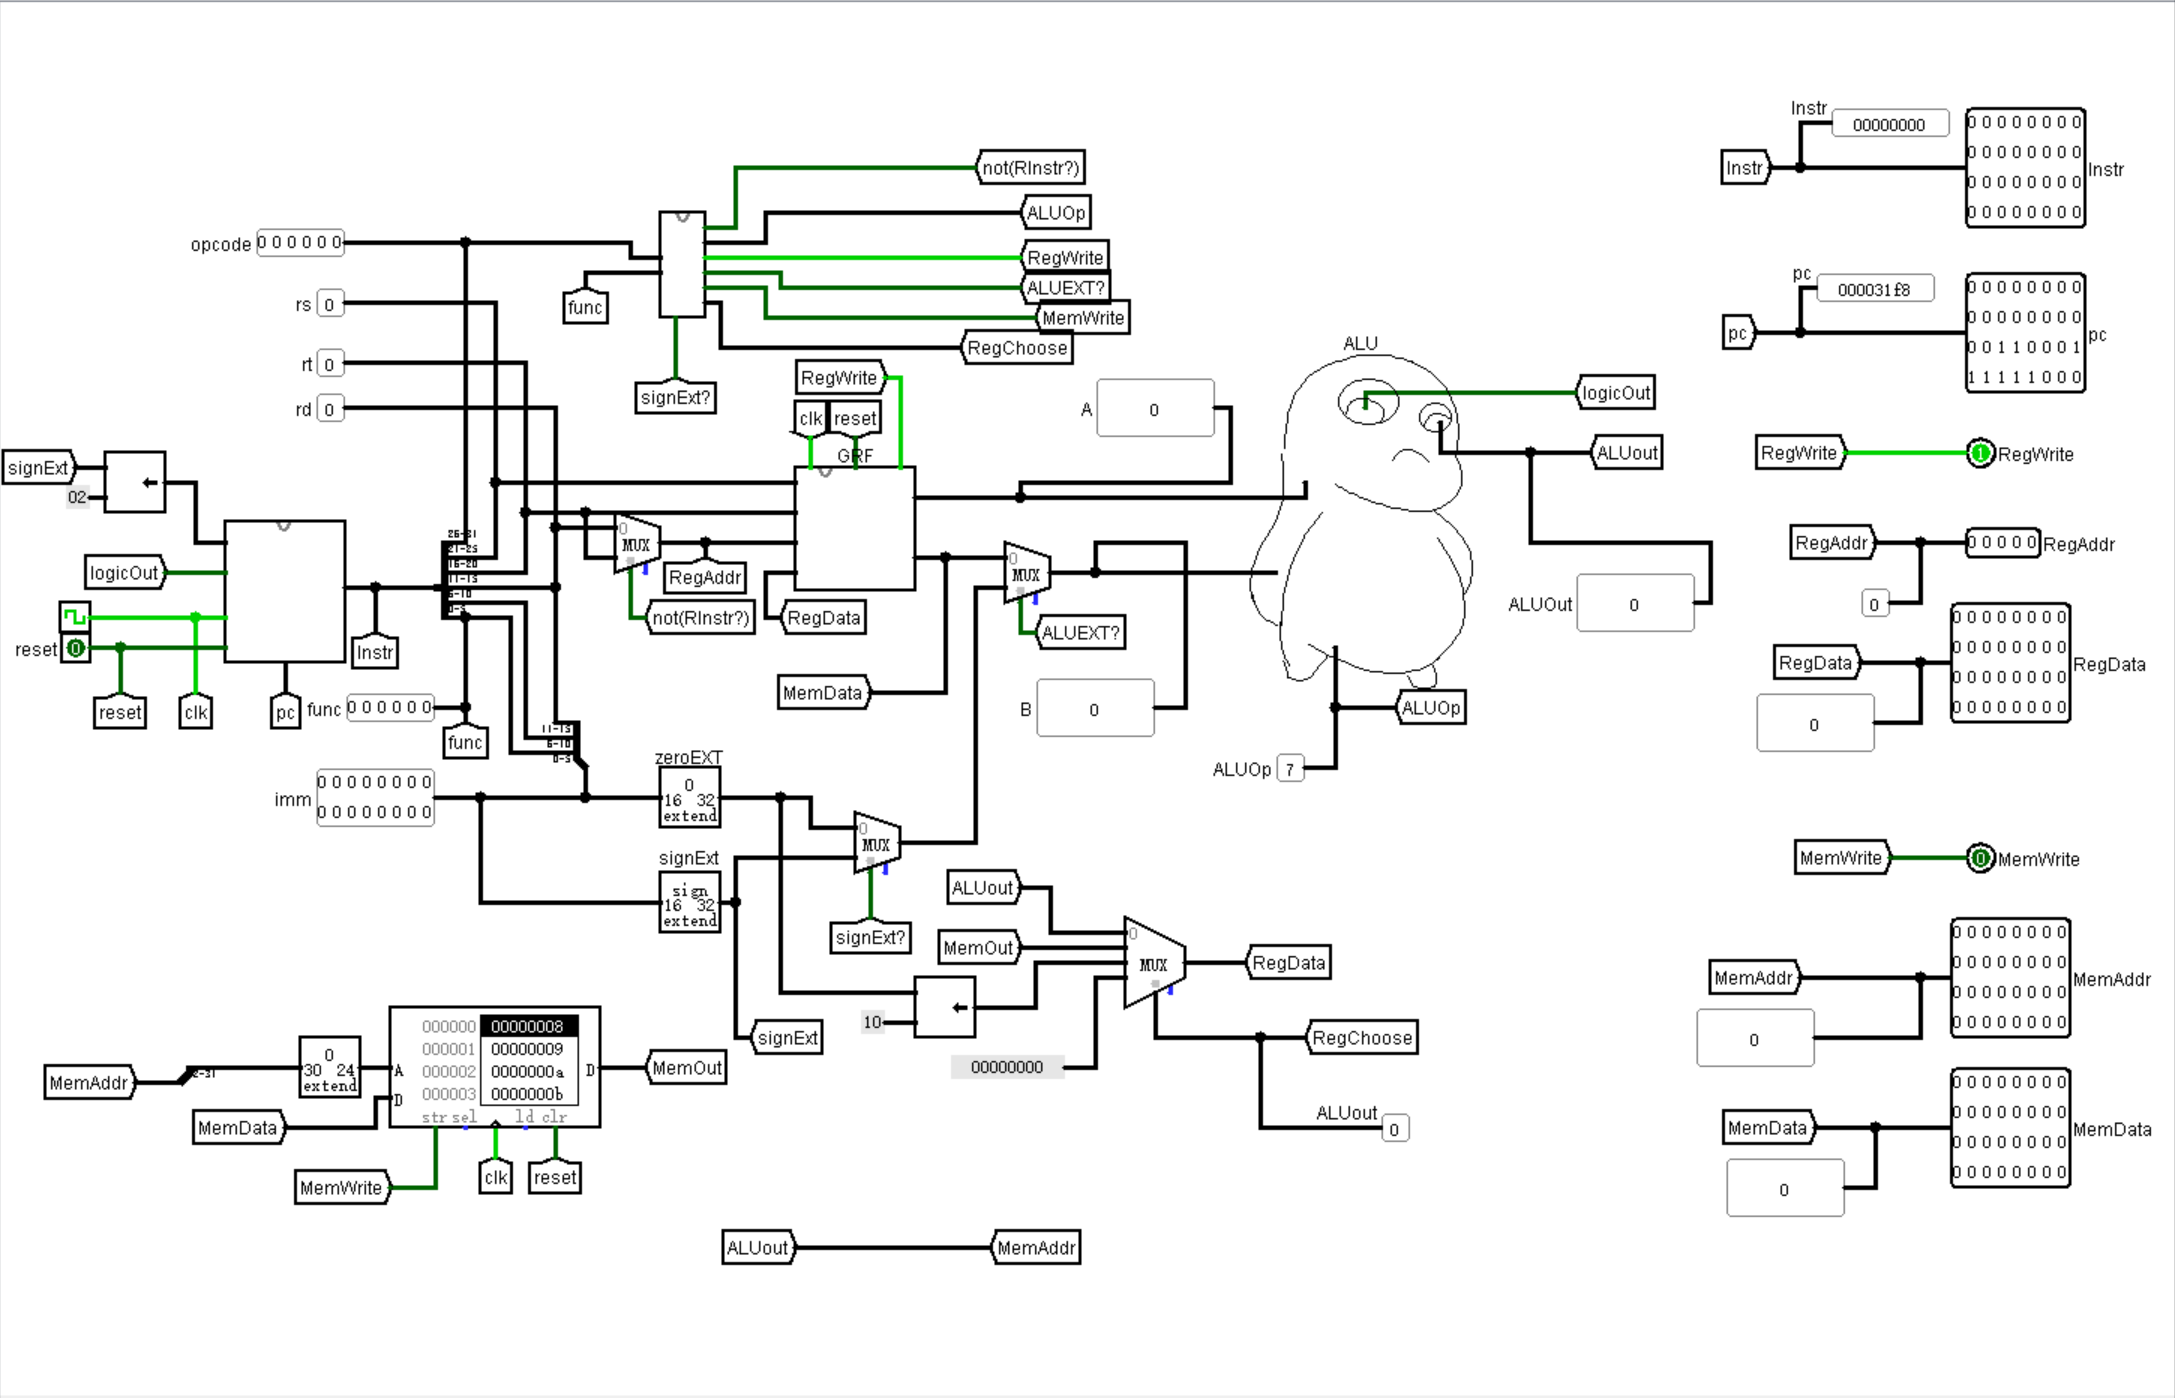 Instr
00000000
0 0 0 0 0 0 0 0
0 0 0 0 0 0 0 0
0 0 0 0 0 0 0 0
0 0 0 0 0 0 0 0
Instr
Instr
not(RInstr?)
ALUOp
opcode
0 0 0 0 0 0
RegWrite
ALUEXT?
func
MemWrite
RegChoose
signExt?
rs
0
rt
0
rd
0
pc
000031f8
0 0 0 0 0 0 0 0
0 0 0 0 0 0 0 0
0 0 1 1 0 0 0 1
1 1 1 1 1 0 0 0
pc
pc
ALU
RegWrite
clk
reset
GRF
A
0
logicOut
ALUout
RegWrite
1
RegWrite
signExt
02
logicOut
reset
0
reset
clk
pc
Instr
21-25
16-20
11-15
6-10
0-5
0
MUX
RegAddr
not(RInstr?)
RegData
0
MUX
ALUEXT?
MemData
B
0
ALUOut
0
ALUOp
ALUOp
7
RegAddr
0 0 0 0 0
RegAddr
0
RegData
0 0 0 0 0 0 0 0
0 0 0 0 0 0 0 0
0 0 0 0 0 0 0 0
0 0 0 0 0 0 0 0
RegData
0
func
0 0 0 0 0 0
func
11-15
6-10
0-5
imm
0 0 0 0 0 0 0 0
0 0 0 0 0 0 0 0
zeroEXT
0
16 32
extend
signExt
sign
16 32
extend
0
MUX
signExt?
ALUout
MemOut
0
MUX
RegData
10
signExt
00000000
RegChoose
ALUout
0
MemWrite
0
MemWrite
MemAddr
0 0 0 0 0 0 0 0
0 0 0 0 0 0 0 0
0 0 0 0 0 0 0 0
0 0 0 0 0 0 0 0
MemAddr
0
MemData
0 0 0 0 0 0 0 0
0 0 0 0 0 0 0 0
0 0 0 0 0 0 0 0
0 0 0 0 0 0 0 0
MemData
0
MemAddr
2-31
0
30 24
extend
A
D
000000 00000008
000001 00000009
000002 0000000a
000003 0000000b
str sel ld clr
D
MemOut
MemData
MemWrite
clk
reset
ALUout
MemAddr